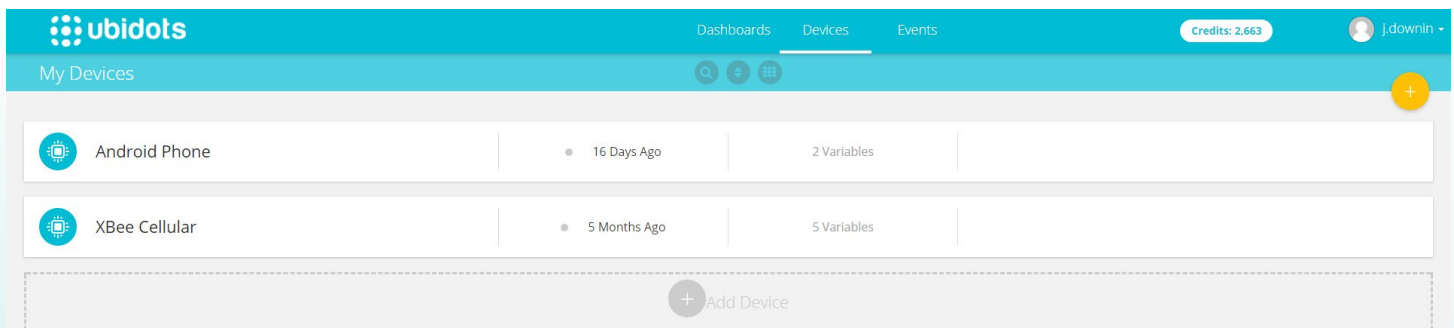 ubidots Dashboards Devices Events Credits: 2,663 j.downin
My Devices
Android Phone 16 Days Ago 2 Variables
XBee Cellular 5 Months Ago 5 Variables
Add Device